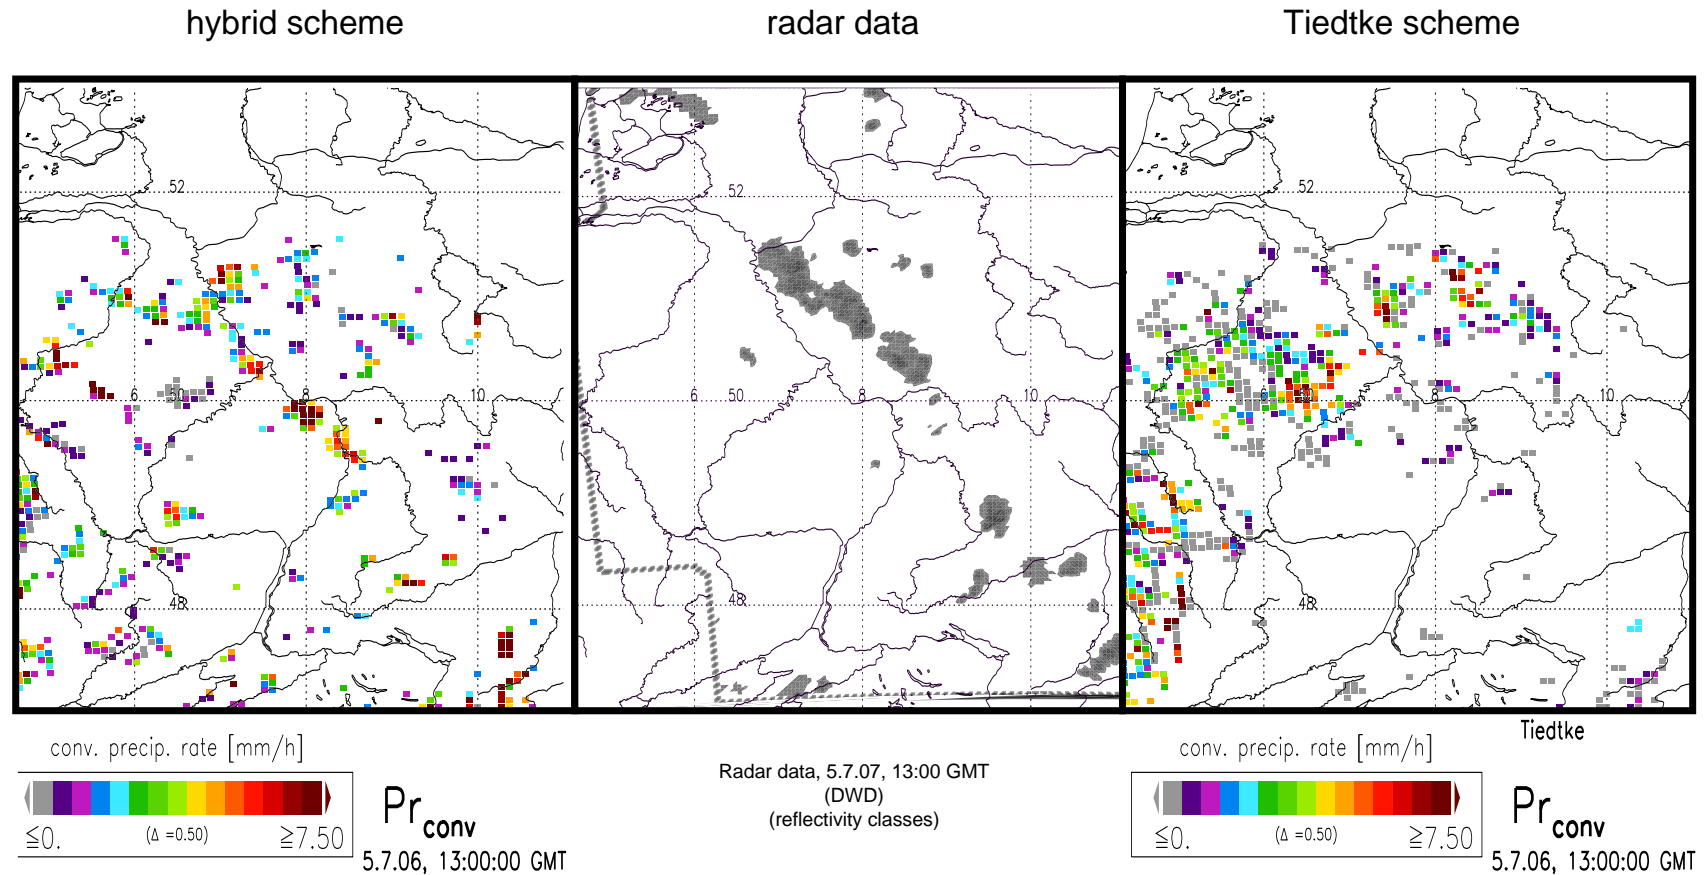 hybrid scheme
radar data
Tiedtke scheme
52
6
50
8
10
48
52
6
50
8
10
48
52
6
8
10
48
Tiedtke
conv. precip. rate [mm/h]
≦0.
(Δ =0.50)
≧7.50
Pr conv
5.7.06, 13:00:00 GMT
Radar data, 5.7.07, 13:00 GMT
(DWD)
(reflectivity classes)
conv. precip. rate [mm/h]
≦0.
(Δ =0.50)
≧7.50
Pr conv
5.7.06, 13:00:00 GMT